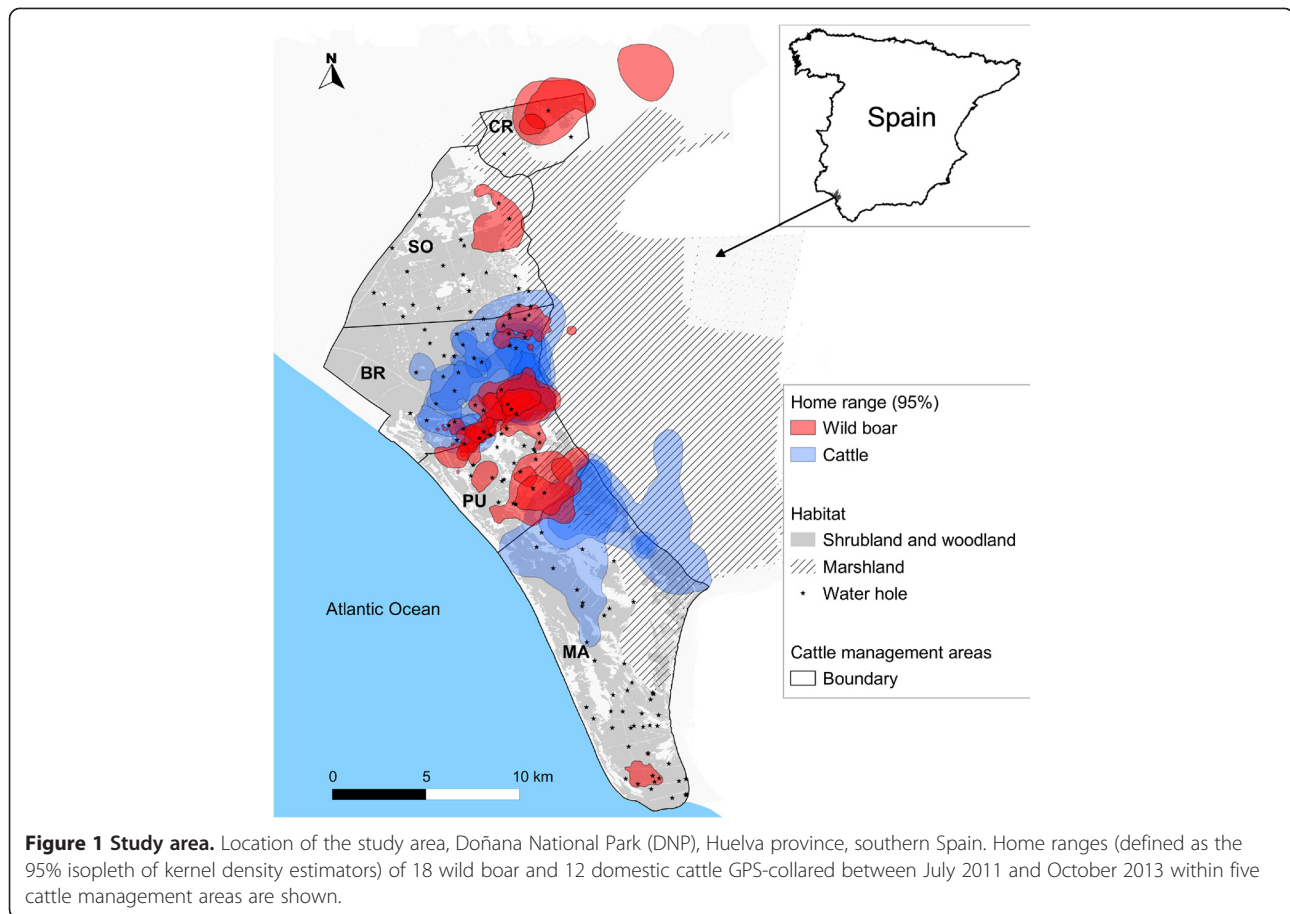 N
CR
SO
BR
PU
MA
Spain
Atlantic Ocean
Home range (95%)
Wild boar
Cattle
Habitat
Shrubland and woodland
Marshland
Water hole
Cattle management areas
Boundary
0 5 10 km
Figure 1 Study area. Location of the study area, Doñana National Park (DNP), Huelva province, southern Spain. Home ranges (defined as the
95% isopleth of kernel density estimators) of 18 wild boar and 12 domestic cattle GPS-collared between July 2011 and October 2013 within five
cattle management areas are shown.